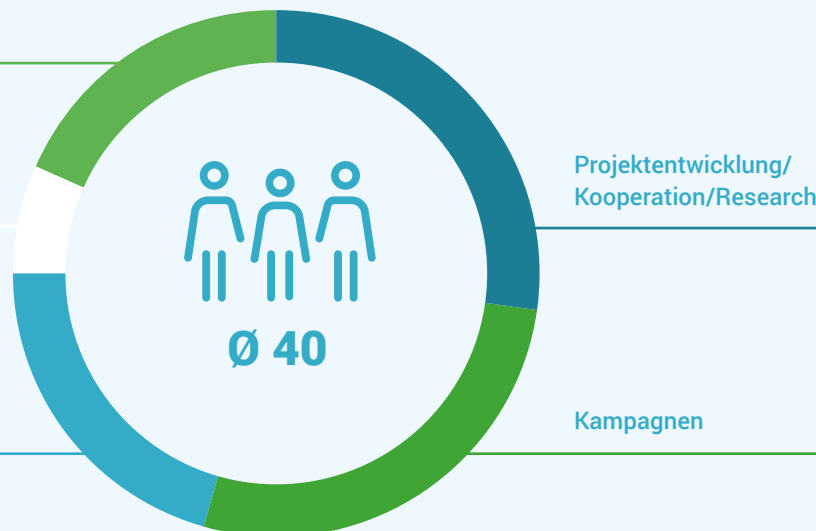 Projektentwicklung/
Kooperation/Research
Ø 40
Kampagnen